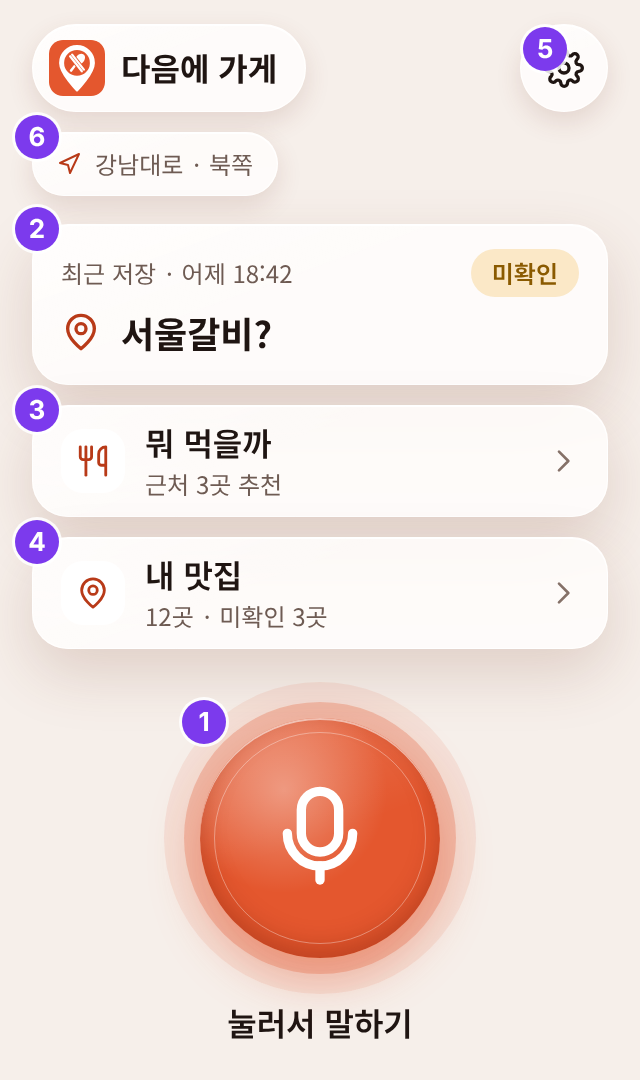 다음에 가게
5
6
강남대로 · 북쪽
2
최근 저장 · 어제 18:42
미확인
서울갈비?
3
뭐 먹을까
근처 3곳 추천
4
내 맛집
12곳 · 미확인 3곳
1
눌러서 말하기